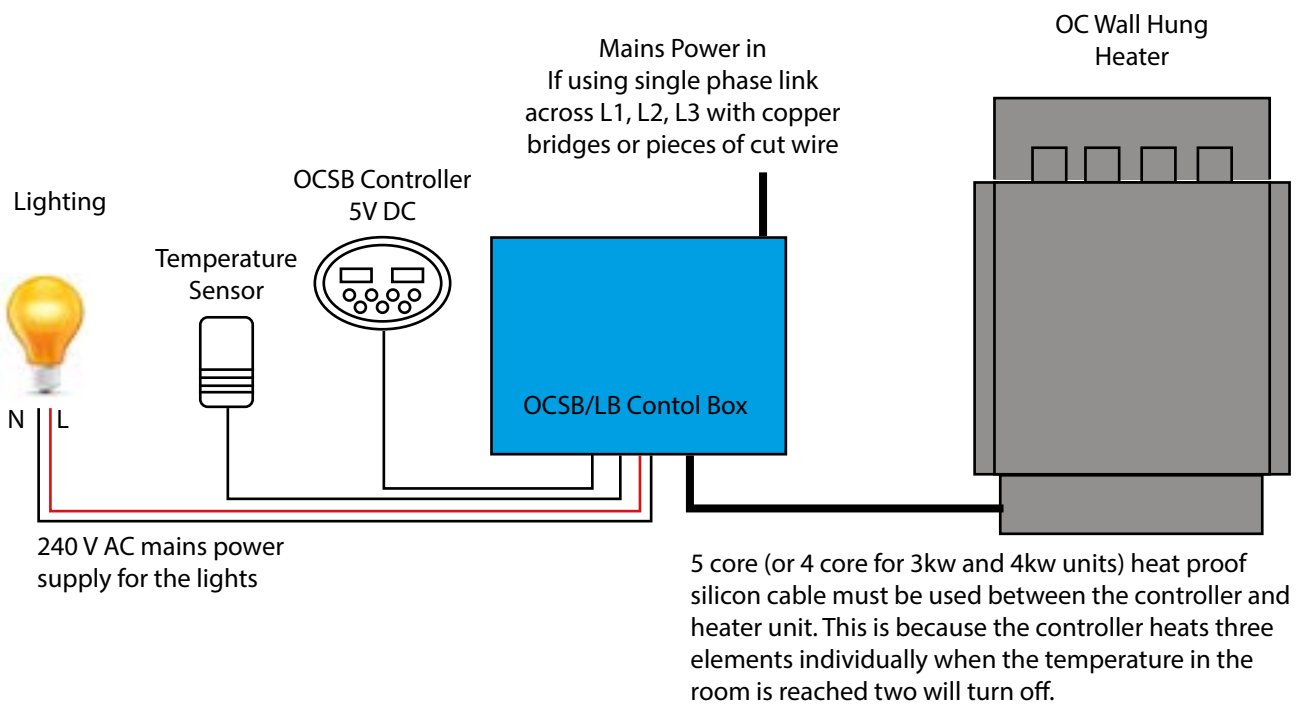 OC Wall Hung
Heater
Mains Power in
If using single phase link
across L1, L2, L3 with copper
bridges or pieces of cut wire
OCSB Controller
5V DC
Lighting
Temperature
Sensor
OCSB/LB Contol Box
N L
240 V AC mains power
supply for the lights
5 core (or 4 core for 3kw and 4kw units) heat proof
silicon cable must be used between the controller and
heater unit. This is because the controller heats three
elements individually when the temperature in the
room is reached two will turn off.